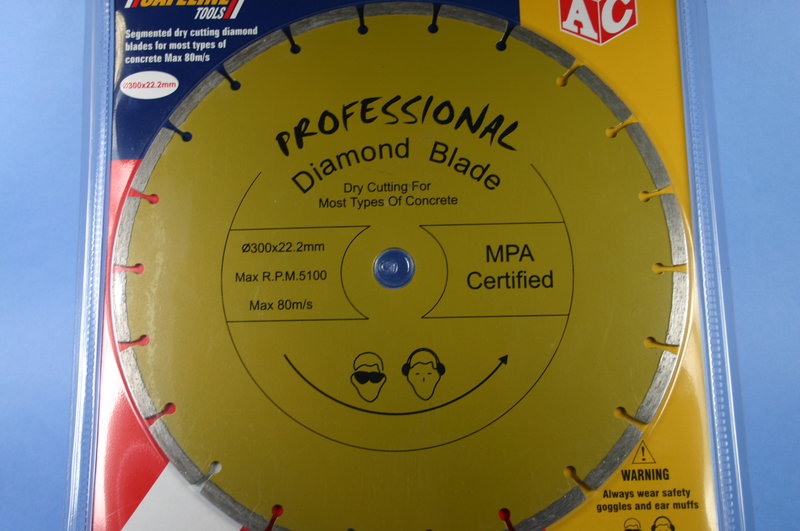 SAFELINE
TOOLS
Segmented dry cutting diamond
blades for most types of
concrete Max 80m/s
Ø300x22.2mm
AC
PROFESSIONAL
Diamond Blade
Dry Cutting For
Most Types Of Concrete
Ø300x22.2mm
Max R.P.M.5100
Max 80m/s
MPA
Certified
WARNING
Always wear safety
goggles and ear muffs